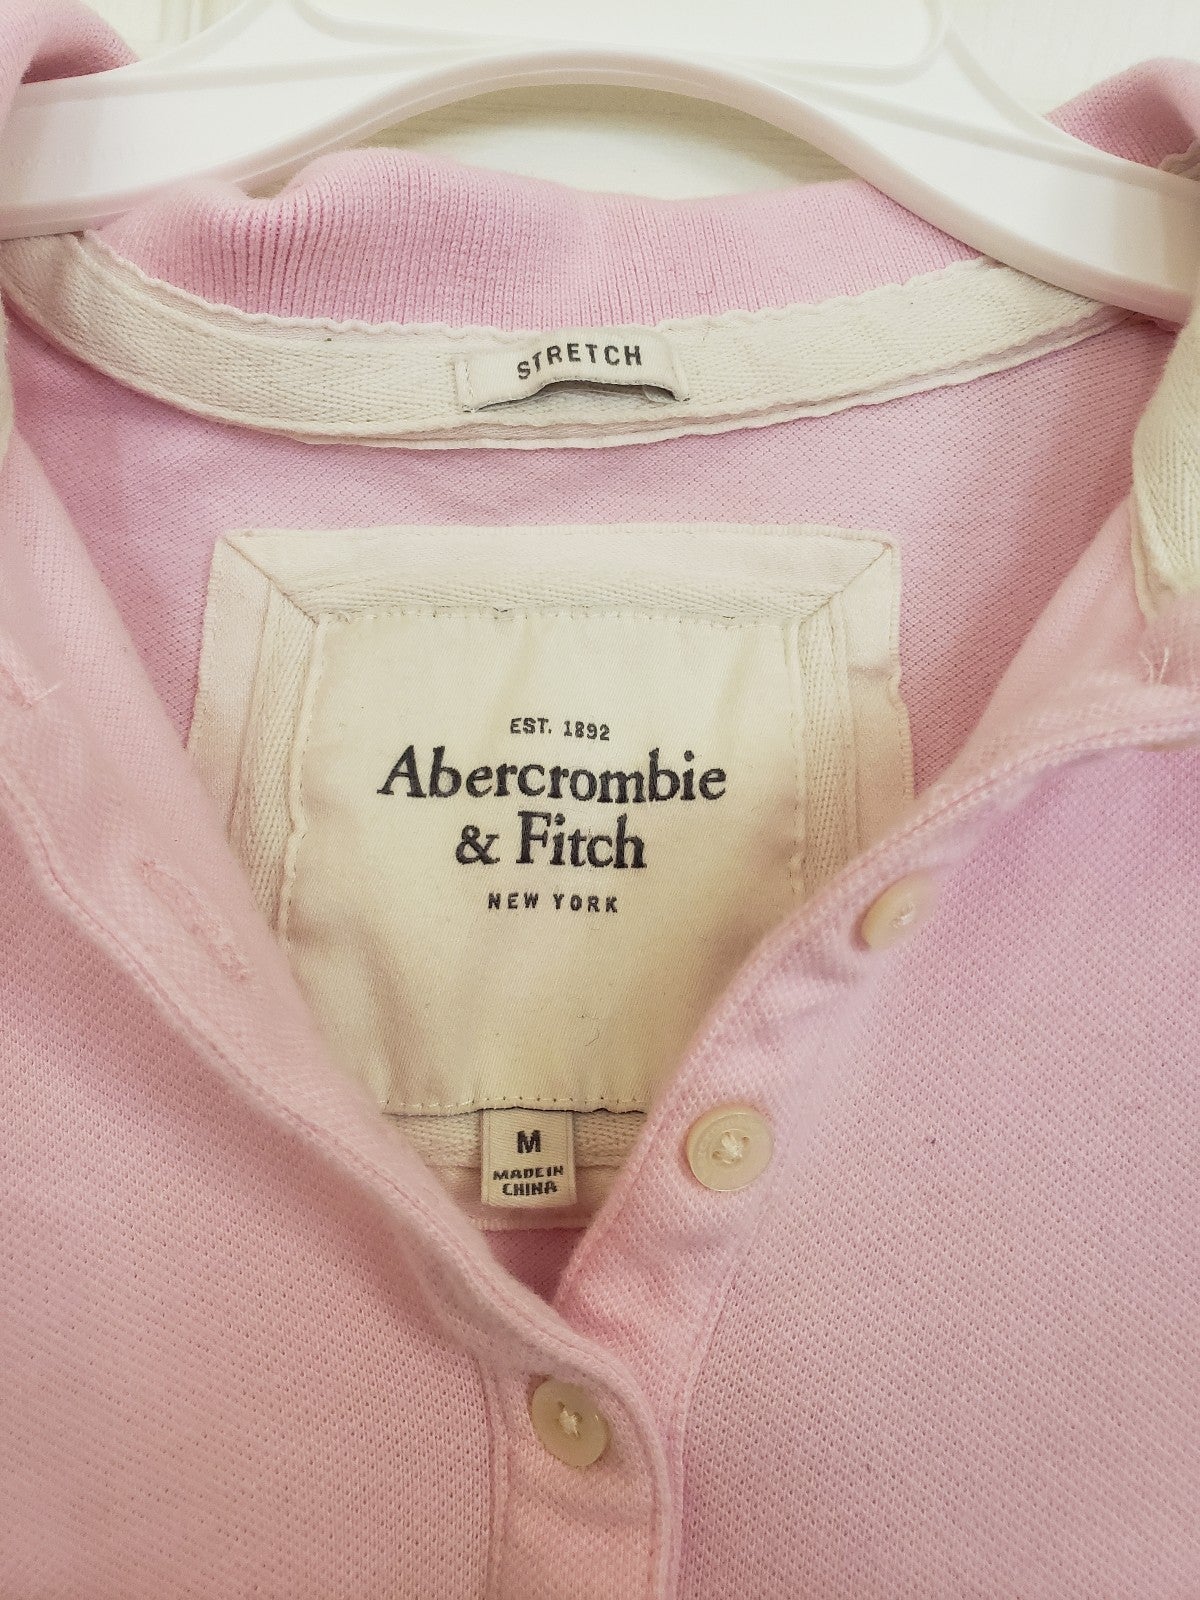 STRETCH
EST. 1892
Abercrombie
& Fitch
NEW YORK
M
MADE IN
CHINA